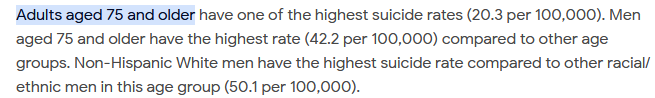 Adults aged 75 and older have one of the highest suicide rates (20.3 per 100,000). Men
aged 75 and older have the highest rate (42.2 per 100,000) compared to other age
groups. Non-Hispanic White men have the highest suicide rate compared to other racial/
ethnic men in this age group (50.1 per 100,000).